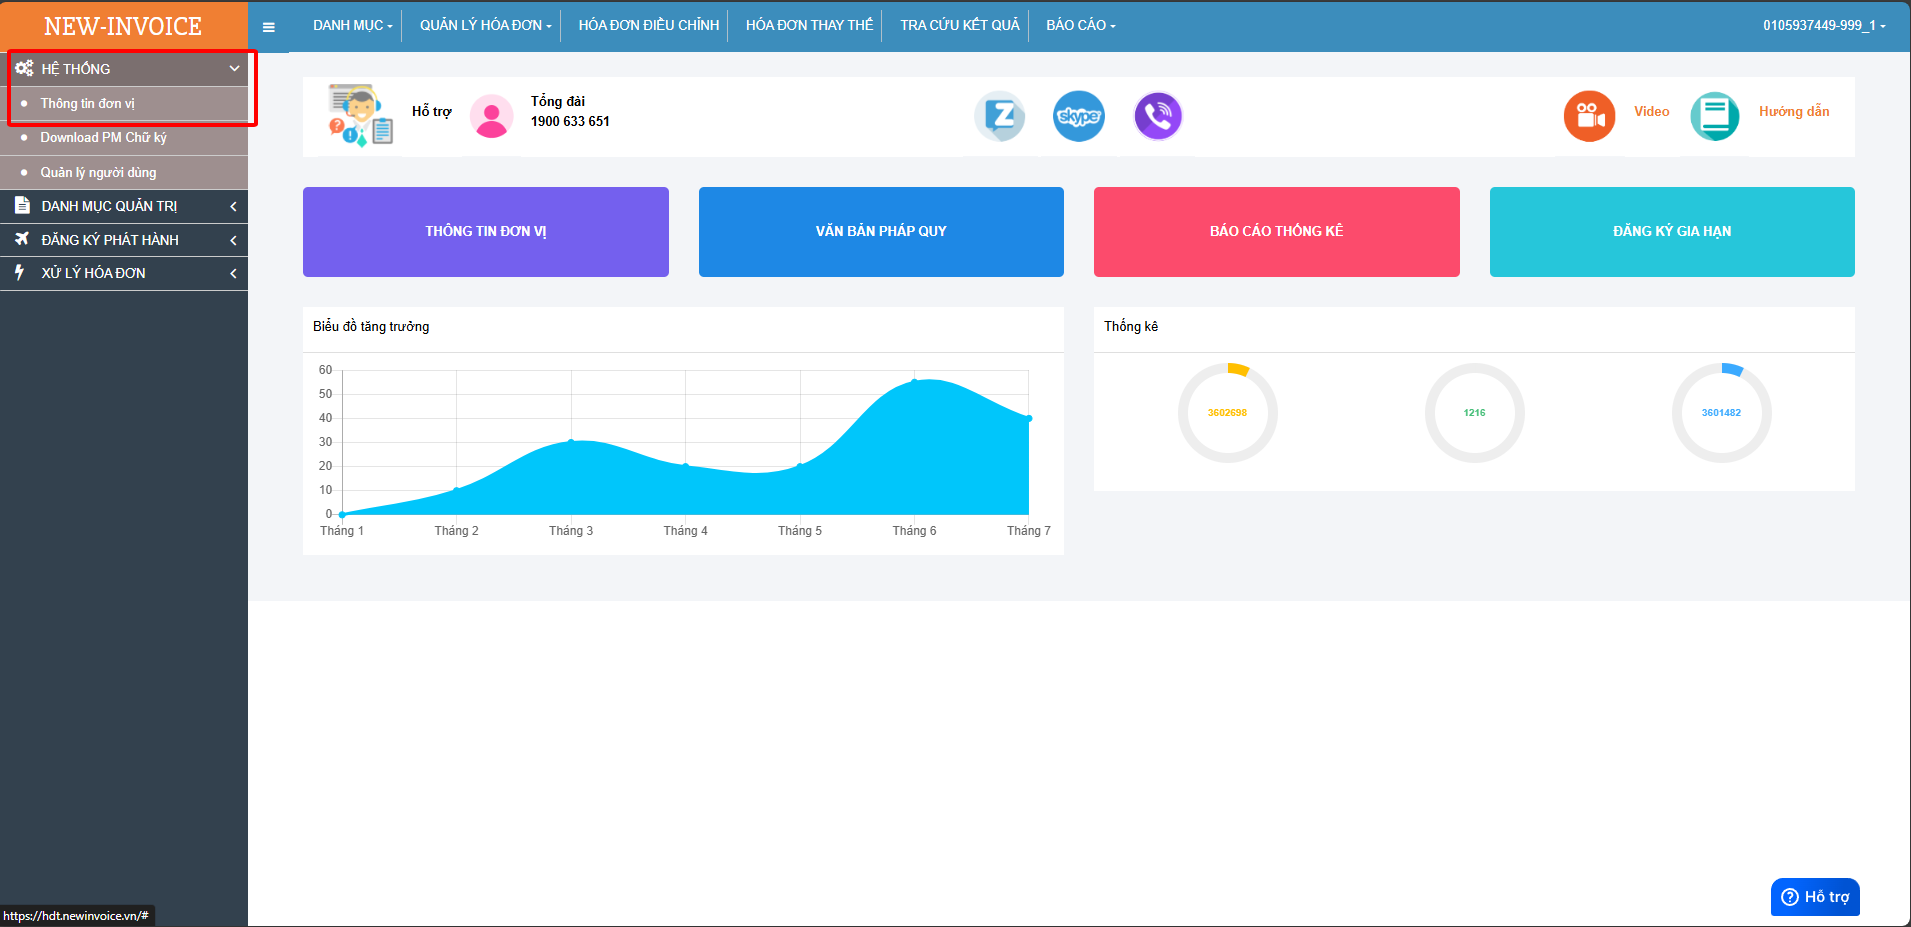 NEW-INVOICE
DANH MỤC
QUẢN LÝ HÓA ĐƠN
HÓA ĐƠN ĐIỀU CHỈNH
HÓA ĐƠN THAY THẾ
TRA CỨU KẾT QUẢ
BÁO CÁO
0105937449-999_1
HỆ THỐNG
Thông tin đơn vị
Download PM Chữ ký
Quản lý người dùng
DANH MỤC QUẢN TRỊ
ĐĂNG KÝ PHÁT HÀNH
XỬ LÝ HÓA ĐƠN
Hỗ trợ
Tổng đài
1900 633 651
Z
skype
Video
Hướng dẫn
THÔNG TIN ĐƠN VỊ
VĂN BẢN PHÁP QUY
BÁO CÁO THỐNG KÊ
ĐĂNG KÝ GIA HẠN
Biểu đồ tăng trưởng
60
50
40
30
20
10
0
Tháng 1
Tháng 2
Tháng 3
Tháng 4
Tháng 5
Tháng 6
Tháng 7
Thống kê
3602698
1216
3601482
Hỗ trợ
https://hdt.newinvoice.vn/#